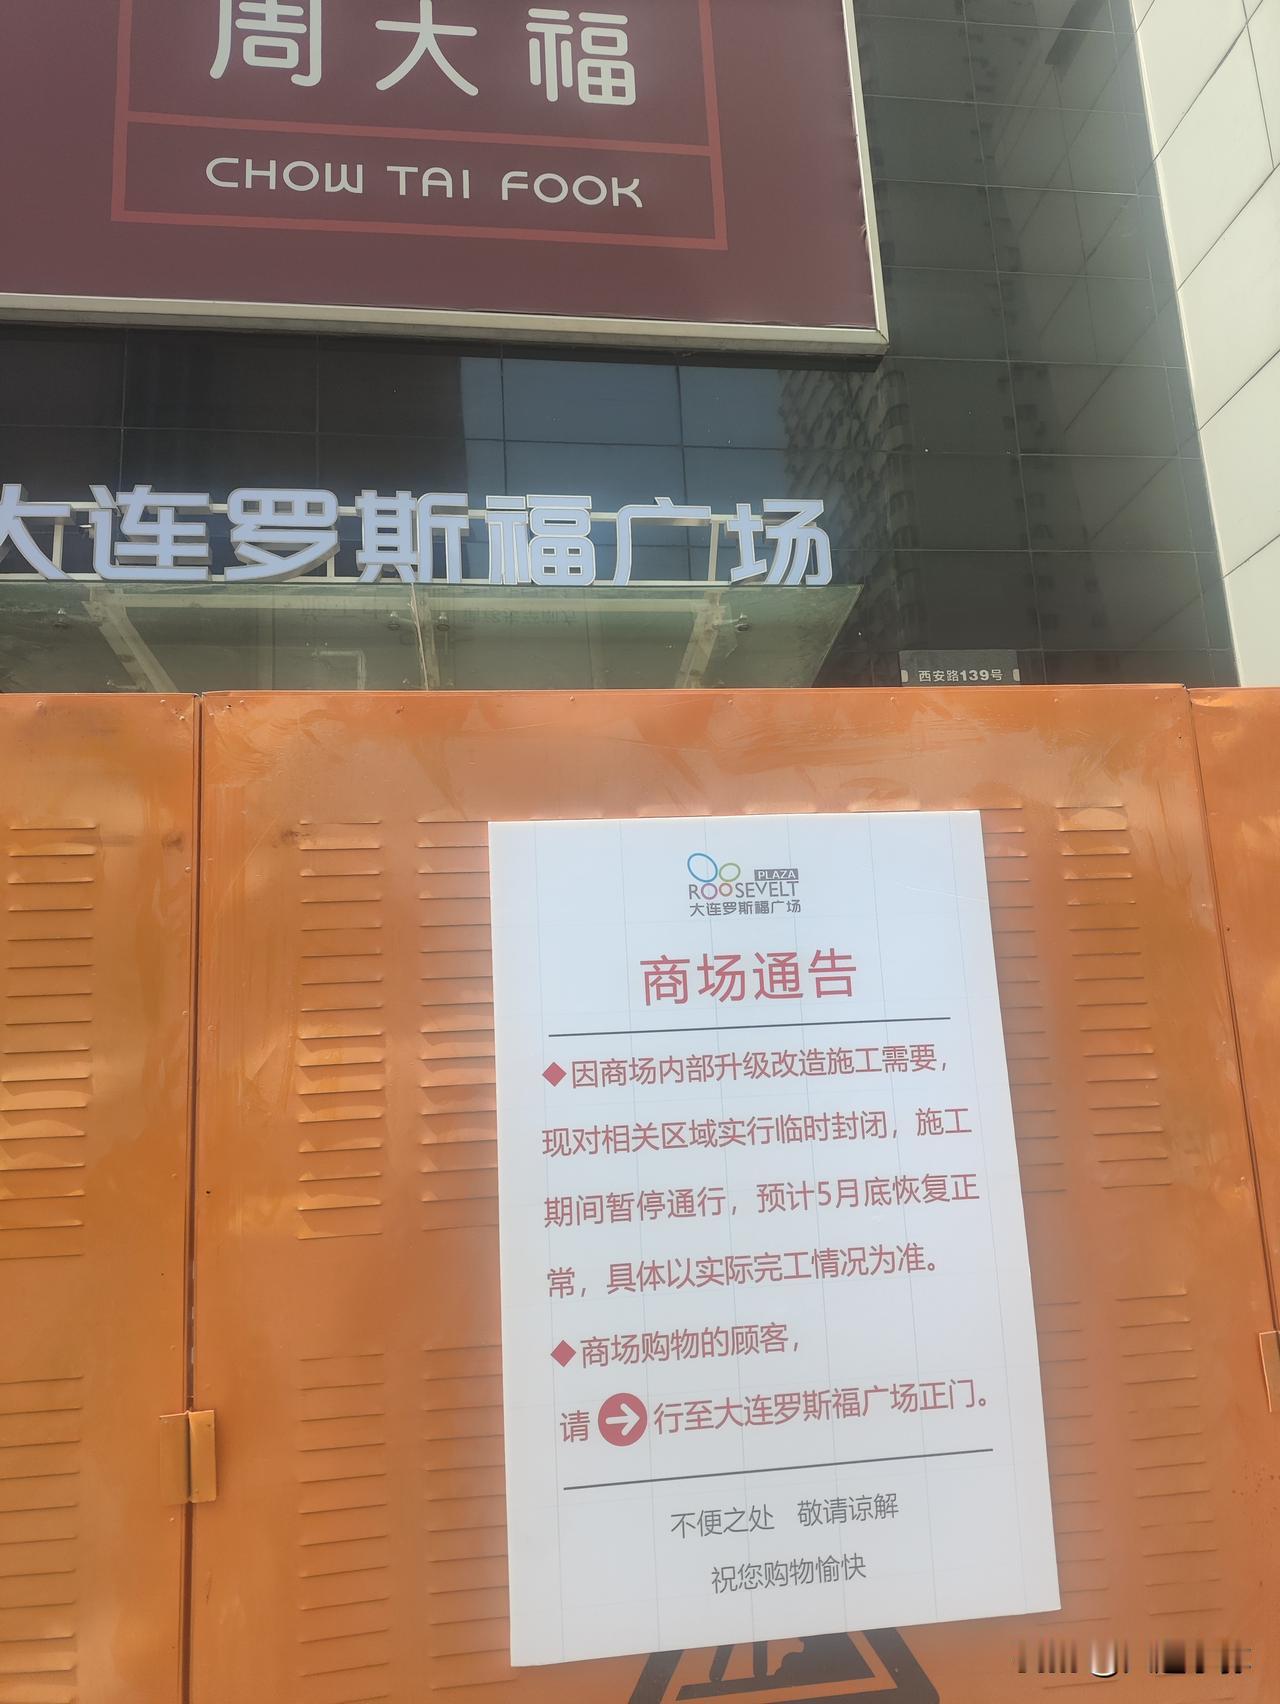 周大福
CHOW TAI FOOK
大连罗斯福广场
西安路139号
PLAZA
ROOSEVELT
大连罗斯福广场
商场通告
◆因商场内部升级改造施工需要，
现对相关区域实行临时封闭，施工
期间暂停通行，预计5月底恢复正
常，具体以实际完工情况为准。
◆商场购物的顾客，
请→行至大连罗斯福广场正门。
不便之处 敬请谅解
祝您购物愉快